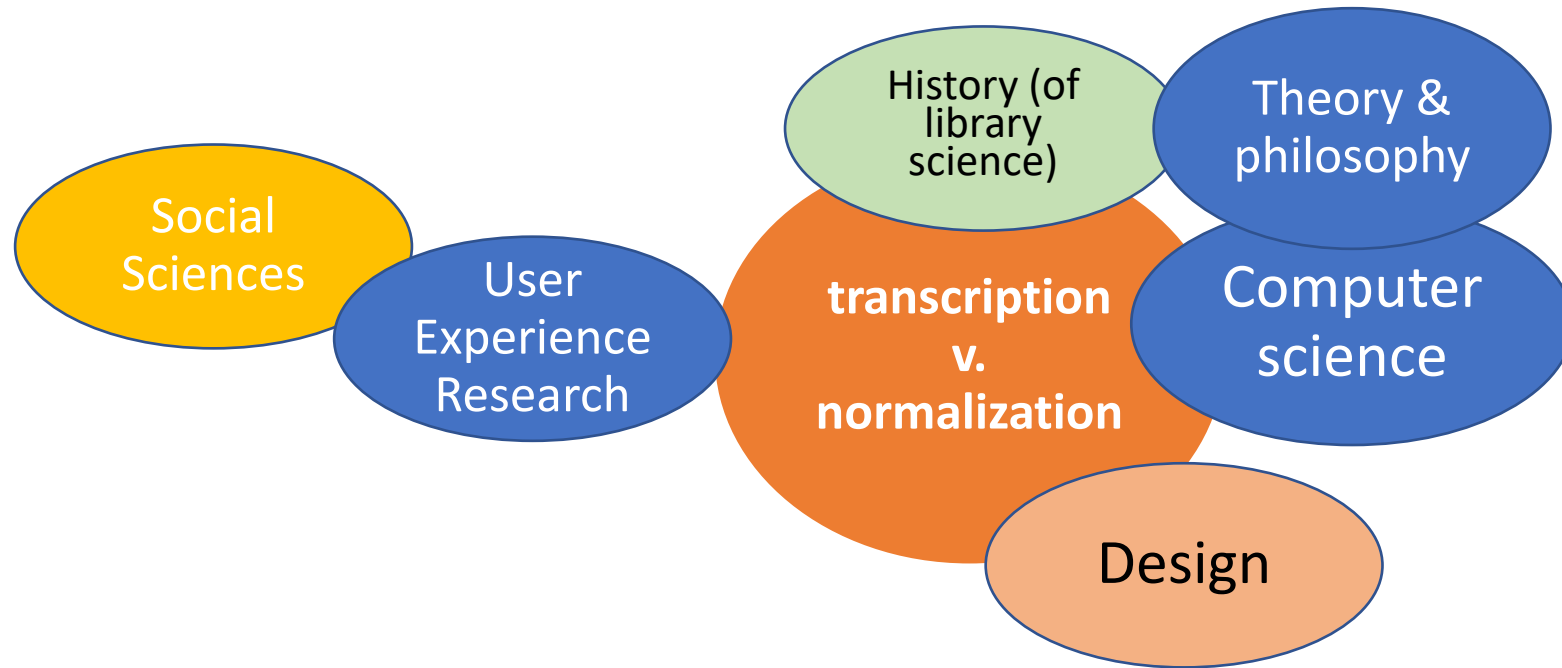 Social
Sciences
User
Experience
Research
History (of
library
science)
Theory &
philosophy
transcription
v.
normalization
Computer
science
Design